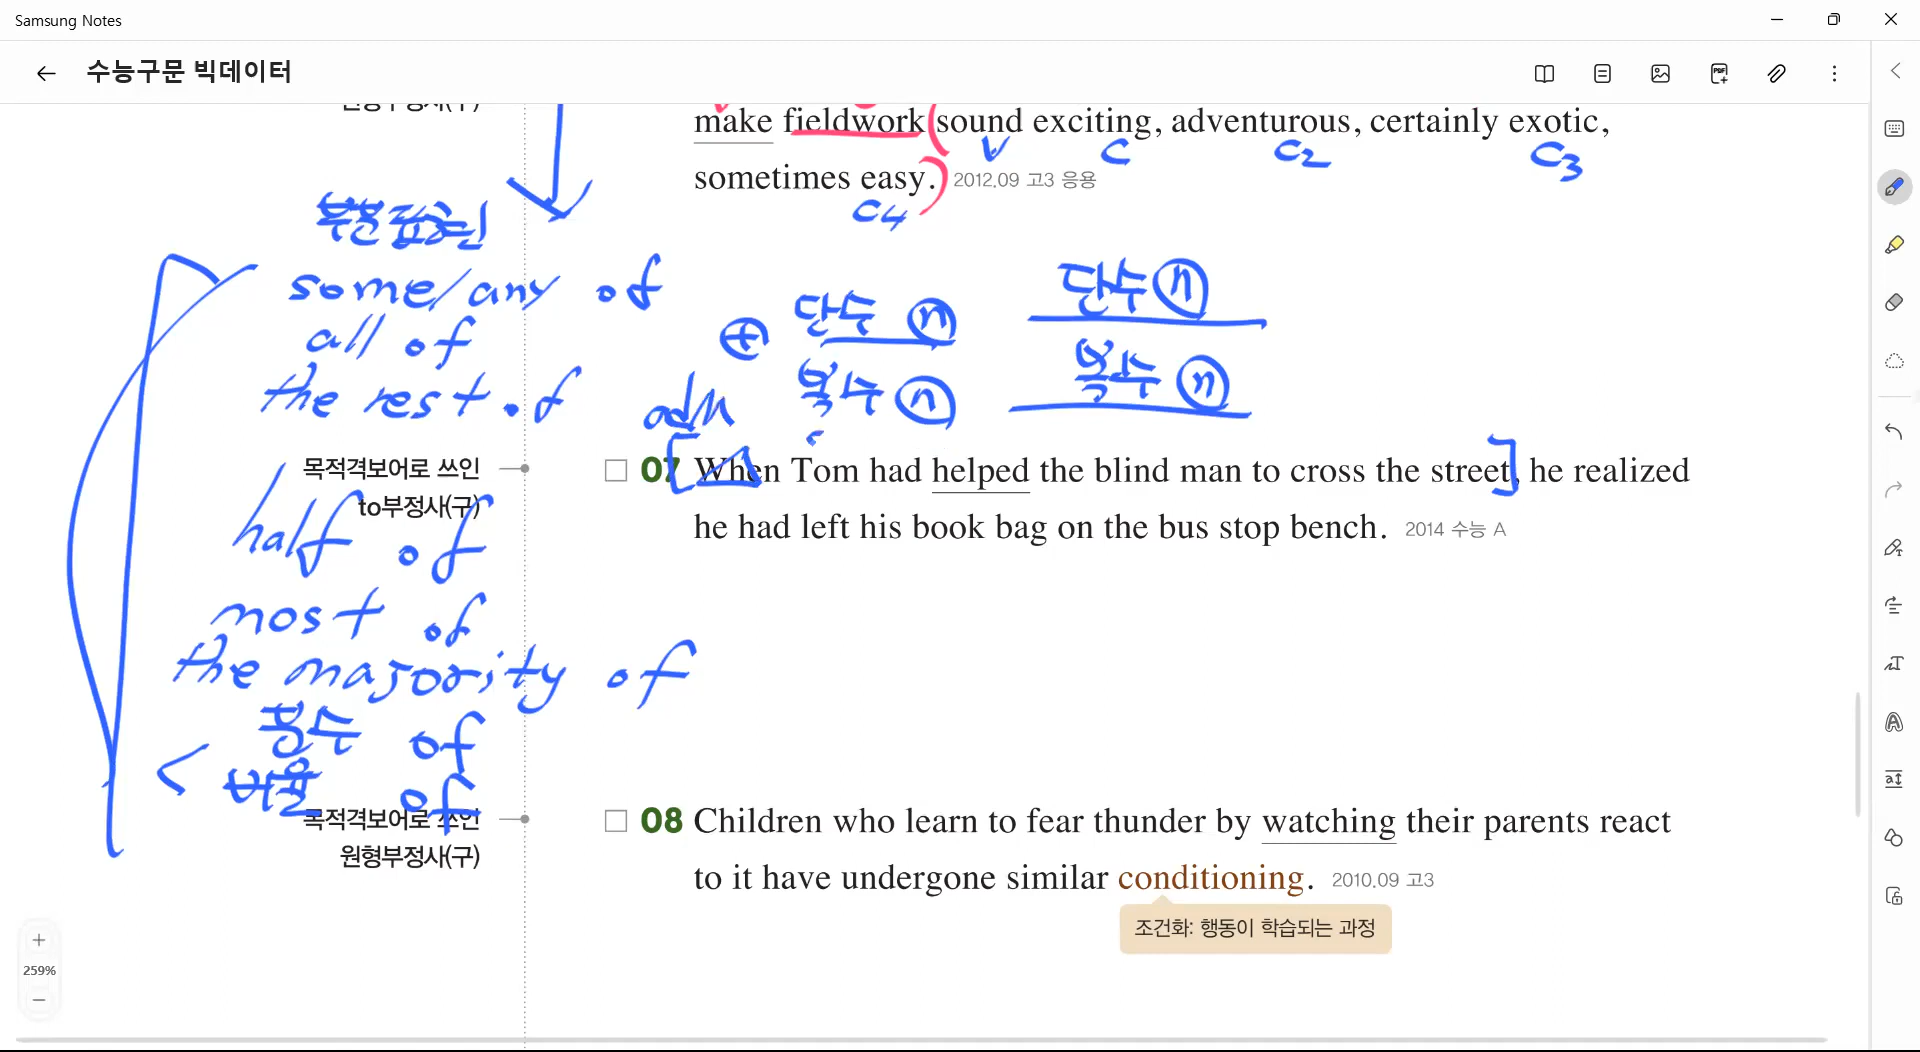 Samsung Notes
수능구문 빅데이터
make fieldwork (sound exciting, adventurous, certainly exotic,
V C C2 C3
sometimes easy.) 2012.09 고3 응용
C4
부분표현
some/any of
all of
the rest of
⊕ 단수 ⓝ
복수 ⓝ
단수 ⓝ
복수 ⓝ
목적격보어로 쓰인
to부정사(구)
07 [When Tom had helped the blind man to cross the street], he realized
he had left his book bag on the bus stop bench. 2014 수능 A
half of
most of
the majority of
분수 of
< 비율 of
목적격보어로 쓰인
원형부정사(구)
08 Children who learn to fear thunder by watching their parents react
to it have undergone similar conditioning. 2010.09 고3
조건화: 행동이 학습되는 과정
259%